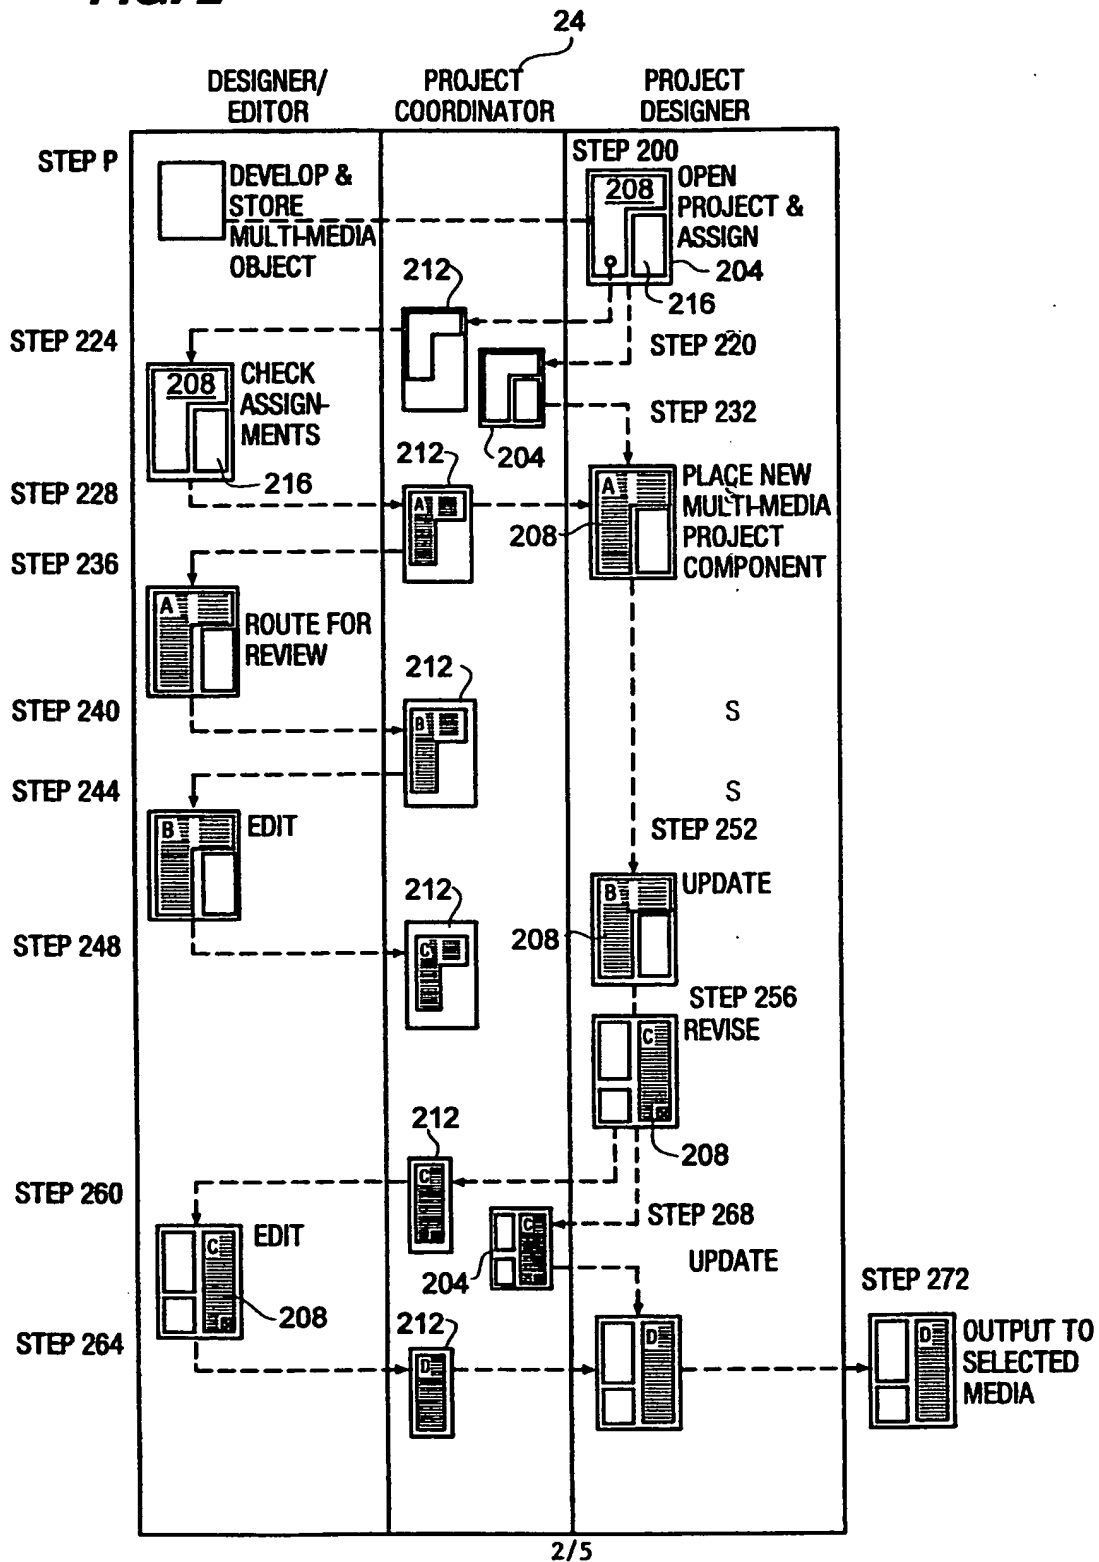 FIG. 2
24
DESIGNER/
EDITOR
PROJECT
COORDINATOR
PROJECT
DESIGNER
STEP P
DEVELOP &
STORE
MULTI-MEDIA
OBJECT
STEP 200
208
OPEN
PROJECT &
ASSIGN
204
216
212
STEP 224
STEP 220
208
CHECK
ASSIGN-
MENTS
STEP 232
204
216
212
STEP 228
A
A
PLACE NEW
MULTI-MEDIA
PROJECT
COMPONENT
208
STEP 236
A
ROUTE FOR
REVIEW
212
STEP 240
B
S
STEP 244
S
B
EDIT
STEP 252
212
B
UPDATE
208
STEP 248
C
STEP 256
REVISE
C
212
208
STEP 260
C
STEP 268
C
EDIT
C
204
UPDATE
208
STEP 272
STEP 264
212
D
D
D
OUTPUT TO
SELECTED
MEDIA
2/5